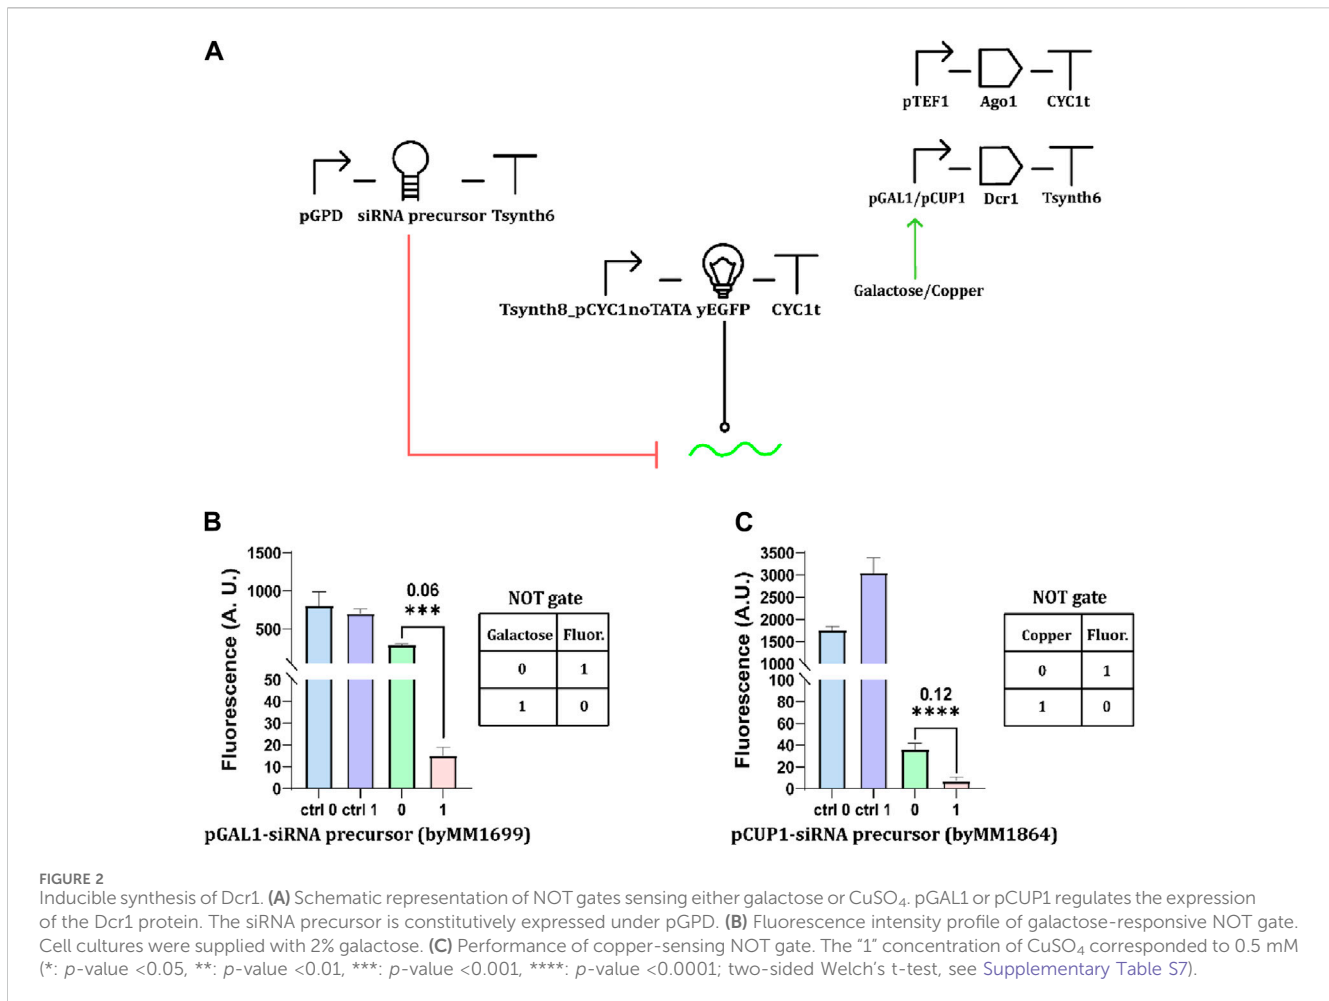 A
pTEF1 Ago1 CYC1t
pGPD siRNA precursor Tsynth6
pGAL1/pCUP1 Dcr1 Tsynth6
Tsynth8_pCYC1noTATA yEGFP CYC1t
Galactose/Copper
B
Fluorescence (A. U.)
1500
1000
500
50
40
30
20
10
0
0.06
***
ctrl 0 ctrl 1 0 1
pGAL1-siRNA precursor (byMM1699)
NOT gate
Galactose Fluor.
0 1
1 0
C
Fluorescence (A.U.)
3500
3000
2500
2000
1500
1000
100
80
60
40
20
0
0.12
****
ctrl 0 ctrl 1 0 1
pCUP1-siRNA precursor (byMM1864)
NOT gate
Copper Fluor.
0 1
1 0
FIGURE 2
Inducible synthesis of Dcr1. (A) Schematic representation of NOT gates sensing either galactose or CuSO₄. pGAL1 or pCUP1 regulates the expression
of the Dcr1 protein. The siRNA precursor is constitutively expressed under pGPD. (B) Fluorescence intensity profile of galactose-responsive NOT gate.
Cell cultures were supplied with 2% galactose. (C) Performance of copper-sensing NOT gate. The “1” concentration of CuSO₄ corresponded to 0.5 mM
(*: p-value <0.05, **: p-value <0.01, ***: p-value <0.001, ****: p-value <0.0001; two-sided Welch’s t-test, see Supplementary Table S7).